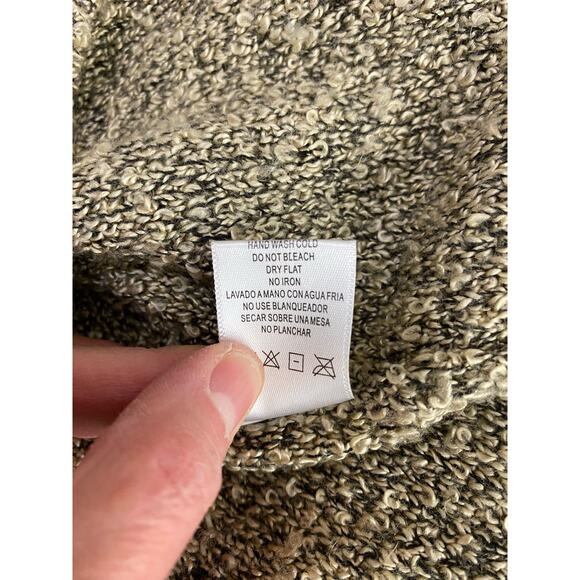 HAND WASH COLD
DO NOT BLEACH
DRY FLAT
NO IRON
LAVADO A MANO CON AGUA FRIA
NO USE BLANQUEADOR
SECAR SOBRE UNA MESA
NO PLANCHAR